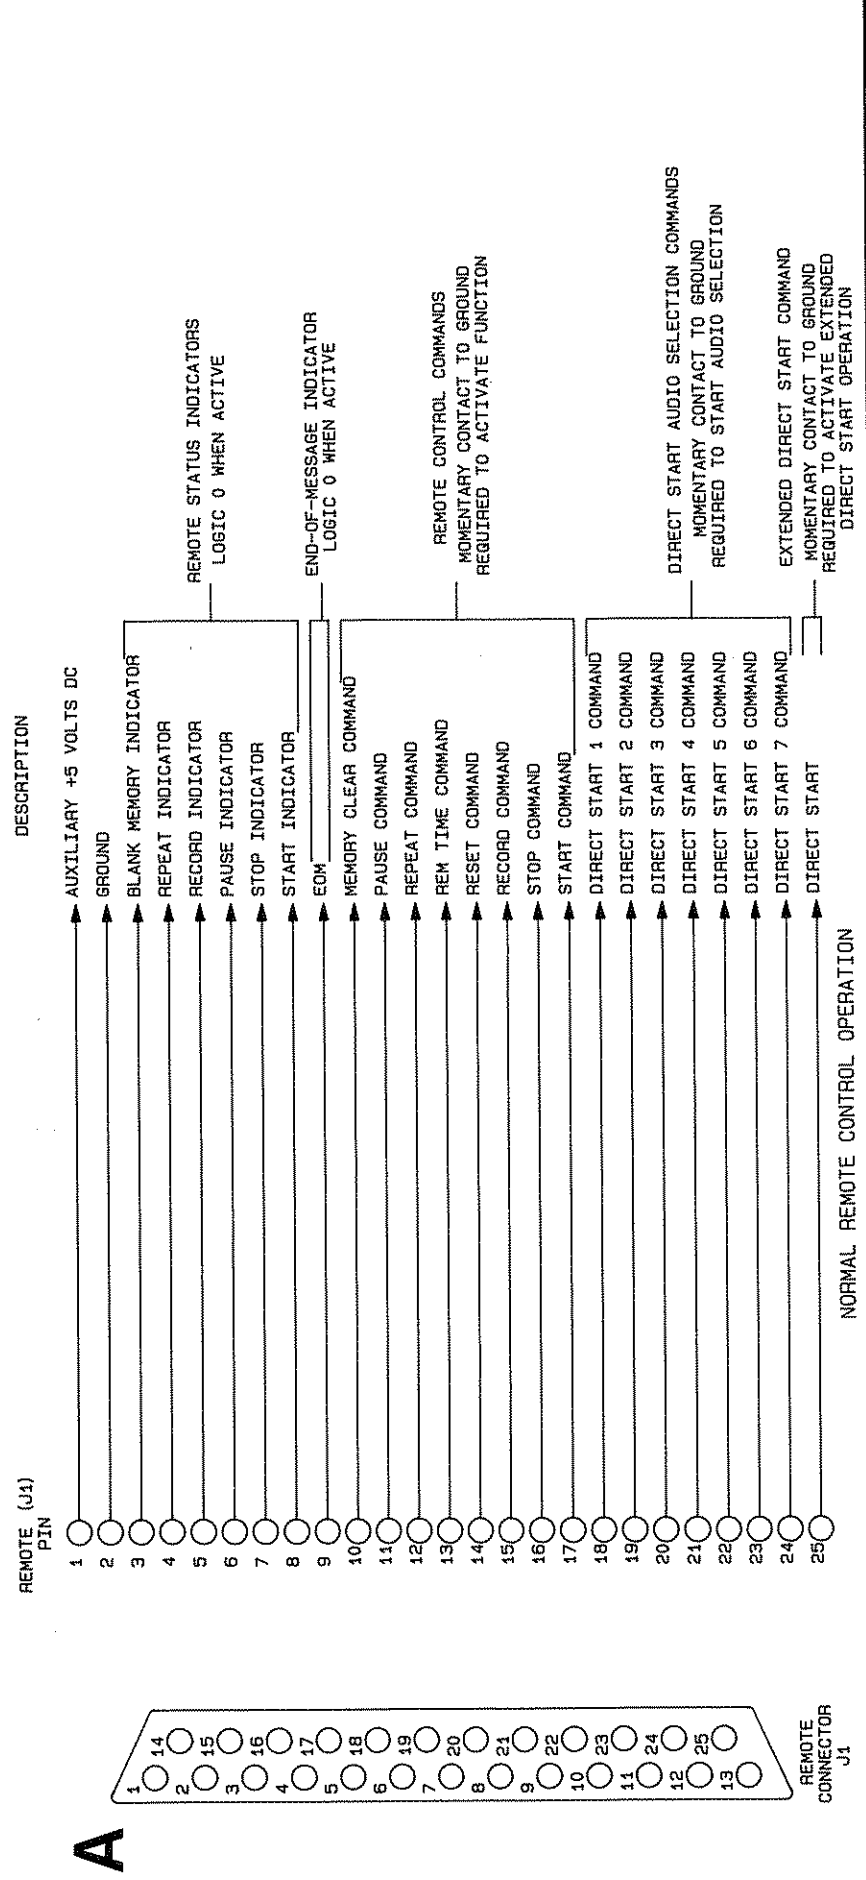 A
1
14
2
15
3
16
4
17
5
18
6
19
7
20
8
21
9
22
10
23
11
24
12
25
13
REMOTE
CONNECTOR
J1
REMOTE (J1)
PIN
DESCRIPTION
1 AUXILIARY +5 VOLTS DC
2 GROUND
3 BLANK MEMORY INDICATOR
4 REPEAT INDICATOR
5 RECORD INDICATOR
6 PAUSE INDICATOR
7 STOP INDICATOR
8 START INDICATOR
REMOTE STATUS INDICATORS
LOGIC 0 WHEN ACTIVE
9 EOM
END-OF-MESSAGE INDICATOR
LOGIC 0 WHEN ACTIVE
10 MEMORY CLEAR COMMAND
11 PAUSE COMMAND
12 REPEAT COMMAND
13 REM TIME COMMAND
14 RESET COMMAND
15 RECORD COMMAND
16 STOP COMMAND
17 START COMMAND
REMOTE CONTROL COMMANDS
MOMENTARY CONTACT TO GROUND
REQUIRED TO ACTIVATE FUNCTION
18 DIRECT START 1 COMMAND
19 DIRECT START 2 COMMAND
20 DIRECT START 3 COMMAND
21 DIRECT START 4 COMMAND
22 DIRECT START 5 COMMAND
23 DIRECT START 6 COMMAND
24 DIRECT START 7 COMMAND
DIRECT START AUDIO SELECTION COMMANDS
MOMENTARY CONTACT TO GROUND
REQUIRED TO START AUDIO SELECTION
25 DIRECT START
EXTENDED DIRECT START COMMAND
MOMENTARY CONTACT TO GROUND
REQUIRED TO ACTIVATE EXTENDED
DIRECT START OPERATION
NORMAL REMOTE CONTROL OPERATION